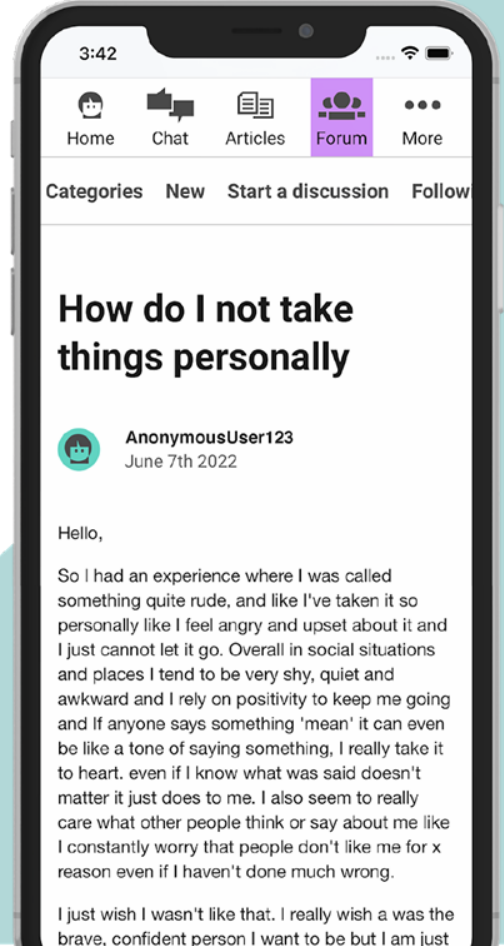 3:42
Home Chat Articles Forum More
Categories New Start a discussion Follow
How do I not take
things personally
AnonymousUser123
June 7th 2022
Hello,
So I had an experience where I was called
something quite rude, and like I've taken it so
personally like I feel angry and upset about it and
I just cannot let it go. Overall in social situations
and places I tend to be very shy, quiet and
awkward and I rely on positivity to keep me going
and If anyone says something 'mean' it can even
be like a tone of saying something, I really take it
to heart. even if I know what was said doesn't
matter it just does to me. I also seem to really
care what other people think or say about me like
I constantly worry that people don't like me for x
reason even if I haven't done much wrong.
I just wish I wasn't like that. I really wish a was the
brave, confident person I want to be but I am just